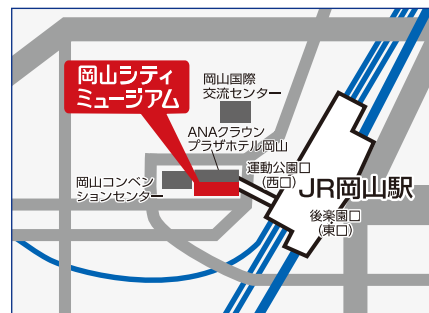 岡山シティ
ミュージアム
岡山国際
交流センター
ANAクラウン
プラザホテル岡山
運動公園口
(西口)
岡山コンベン
ションセンター
JR岡山駅
後楽園口
(東口)